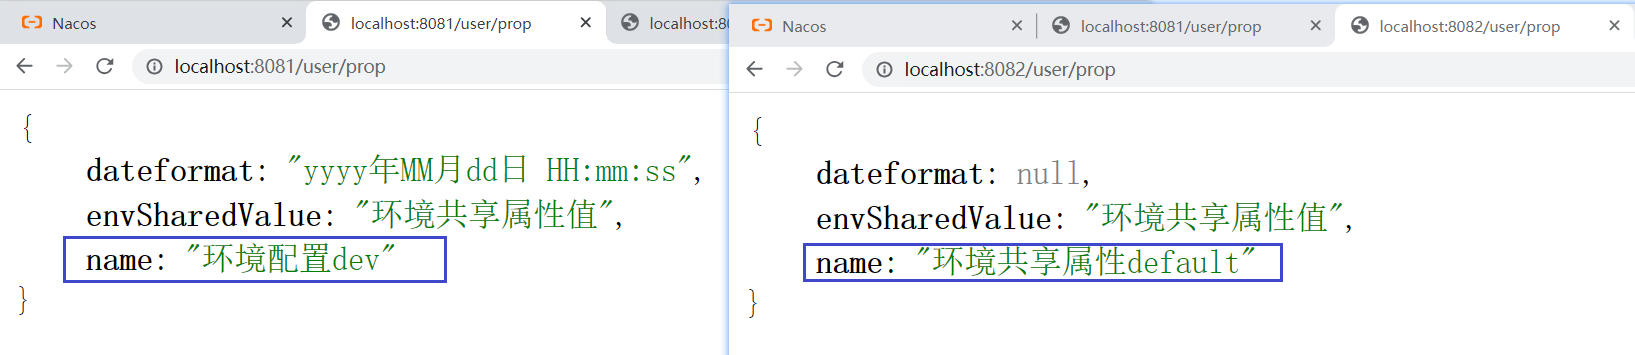 Nacos
localhost:8081/user/prop
localhost:8082
localhost:8081/user/prop
{
dateformat: "yyyy年MM月dd日 HH:mm:ss",
envSharedValue: "环境共享属性值",
name: "环境配置dev"
}
Nacos
localhost:8081/user/prop
localhost:8082/user/prop
localhost:8082/user/prop
{
dateformat: null,
envSharedValue: "环境共享属性值",
name: "环境共享属性default"
}